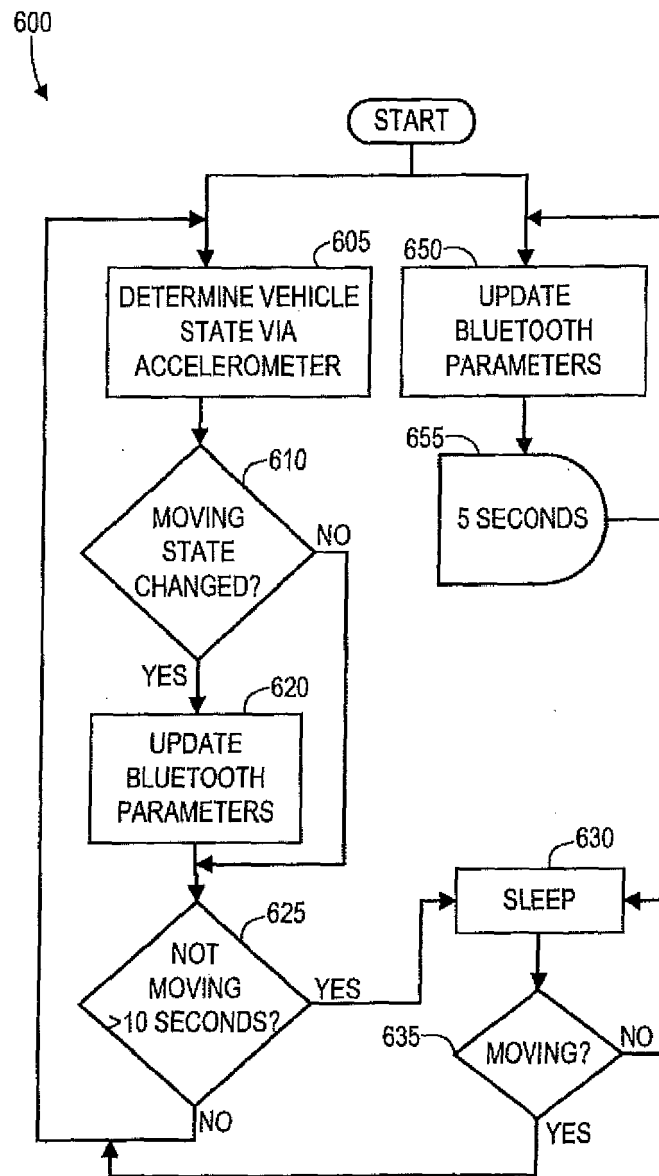 600
START
605
DETERMINE VEHICLE
STATE VIA
ACCELEROMETER
650
UPDATE
BLUETOOTH
PARAMETERS
655
5 SECONDS
610
MOVING
STATE
CHANGED?
NO
YES
620
UPDATE
BLUETOOTH
PARAMETERS
625
NOT
MOVING
>10 SECONDS?
YES
NO
630
SLEEP
635
MOVING?
NO
YES